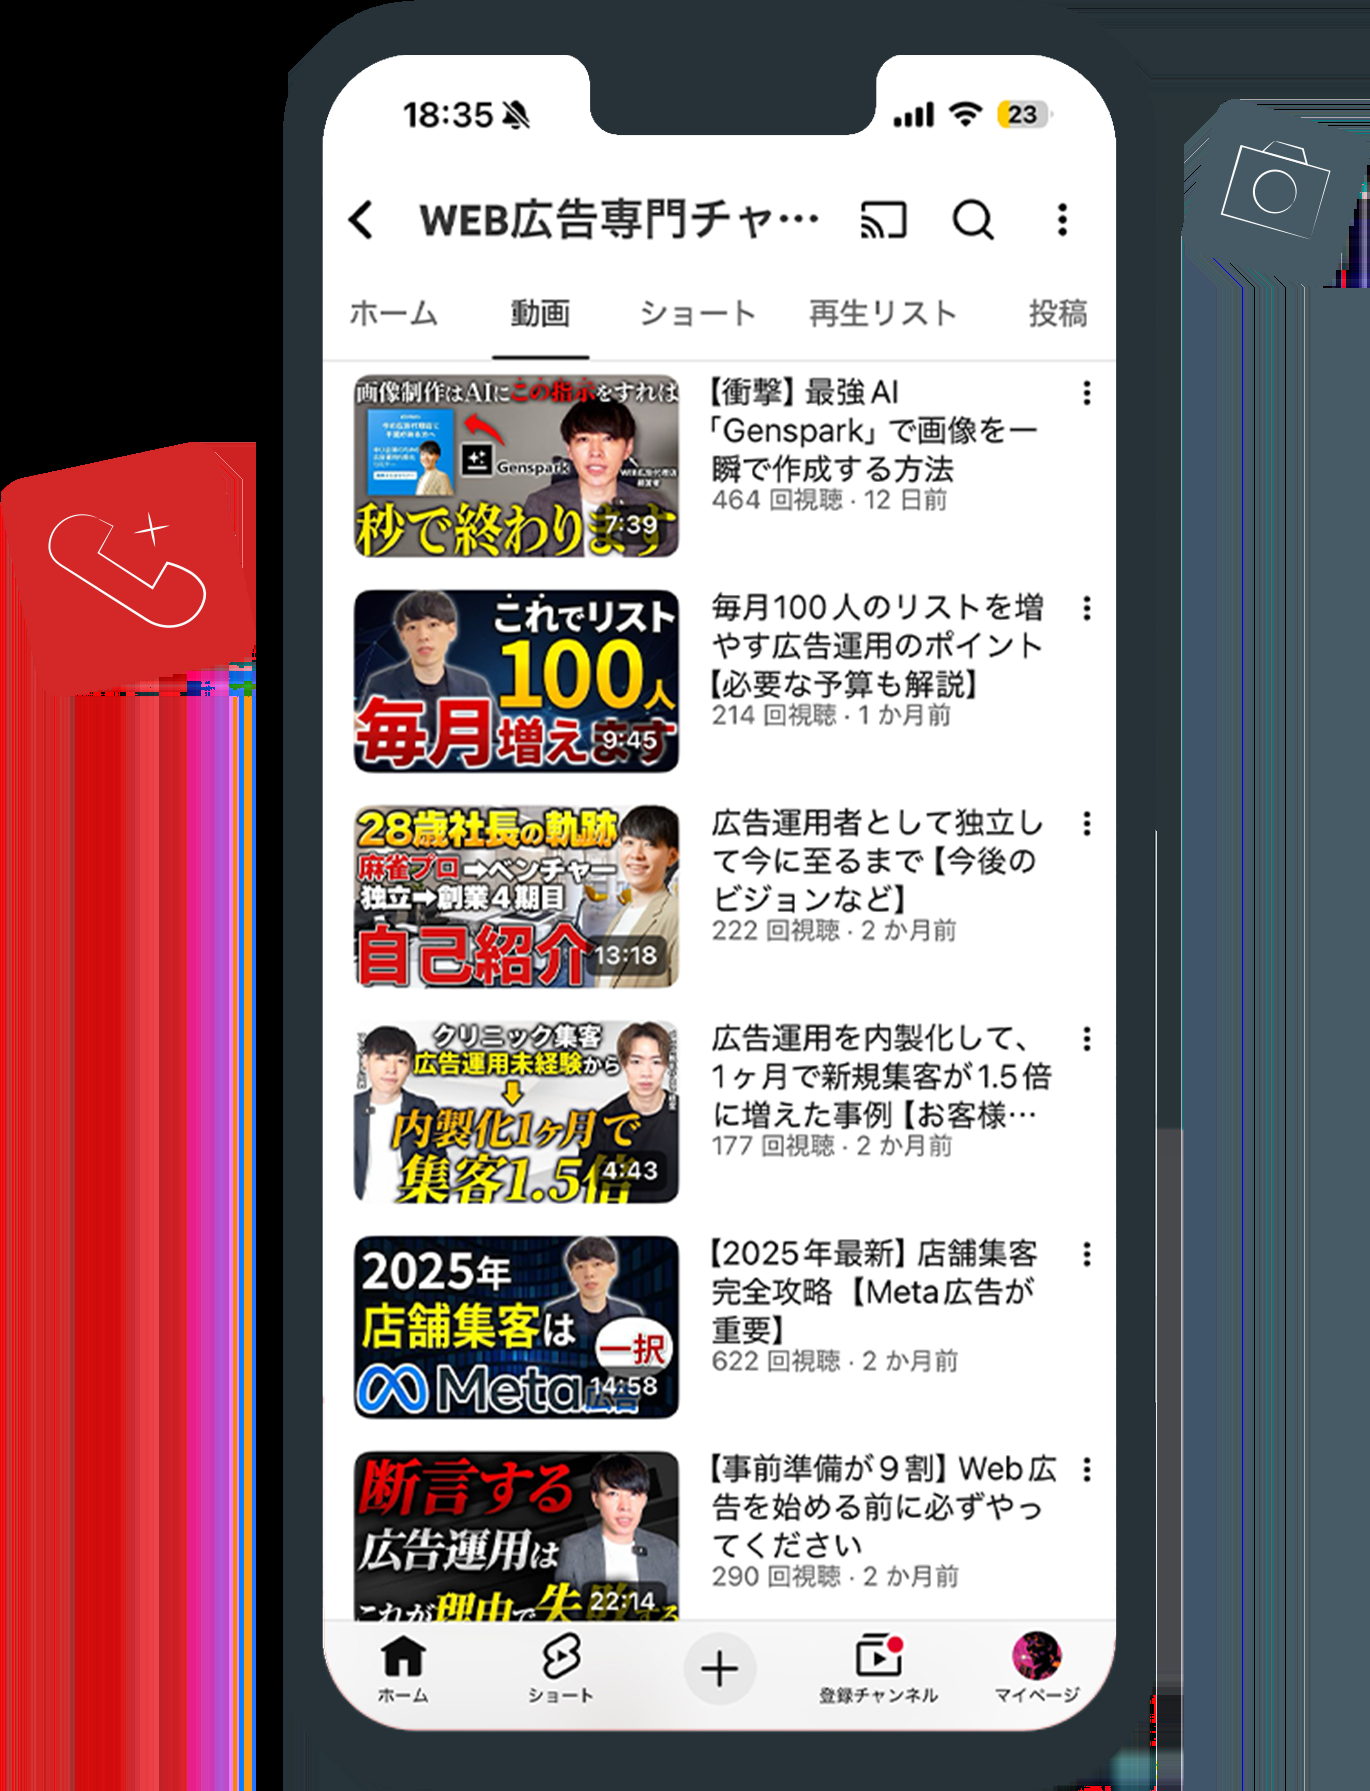 18:35
23
WEB広告専門チャ…
ホーム 動画 ショート 再生リスト 投稿
画像制作はAIにこの指示をすれば
Genspark
秒で終わります
7:39
【衝撃】最強AI
「Genspark」で画像を一
瞬で作成する方法
464 回視聴・12 日前
これでリスト
100人
毎月増えます
9:45
毎月100人のリストを増
やす広告運用のポイント
【必要な予算も解説】
214 回視聴・1 か月前
28歳社長の軌跡
麻雀プロ➡ベンチャー
独立➡創業4期目
自己紹介
13:18
広告運用者として独立し
て今に至るまで【今後の
ビジョンなど】
222 回視聴・2 か月前
クリニック集客
広告運用未経験から
内製化1ヶ月で
集客1.5倍
4:43
広告運用を内製化して、
1ヶ月で新規集客が1.5倍
に増えた事例【お客様…
177 回視聴・2 か月前
2025年
店舗集客は
一択
Meta広告
14:58
【2025年最新】店舗集客
完全攻略【Meta広告が
重要】
622 回視聴・2 か月前
断言する
広告運用は
これが理由で失敗する
22:14
【事前準備が9割】Web広
告を始める前に必ずやっ
てください
290 回視聴・2 か月前
ホーム ショート 登録チャンネル マイページ